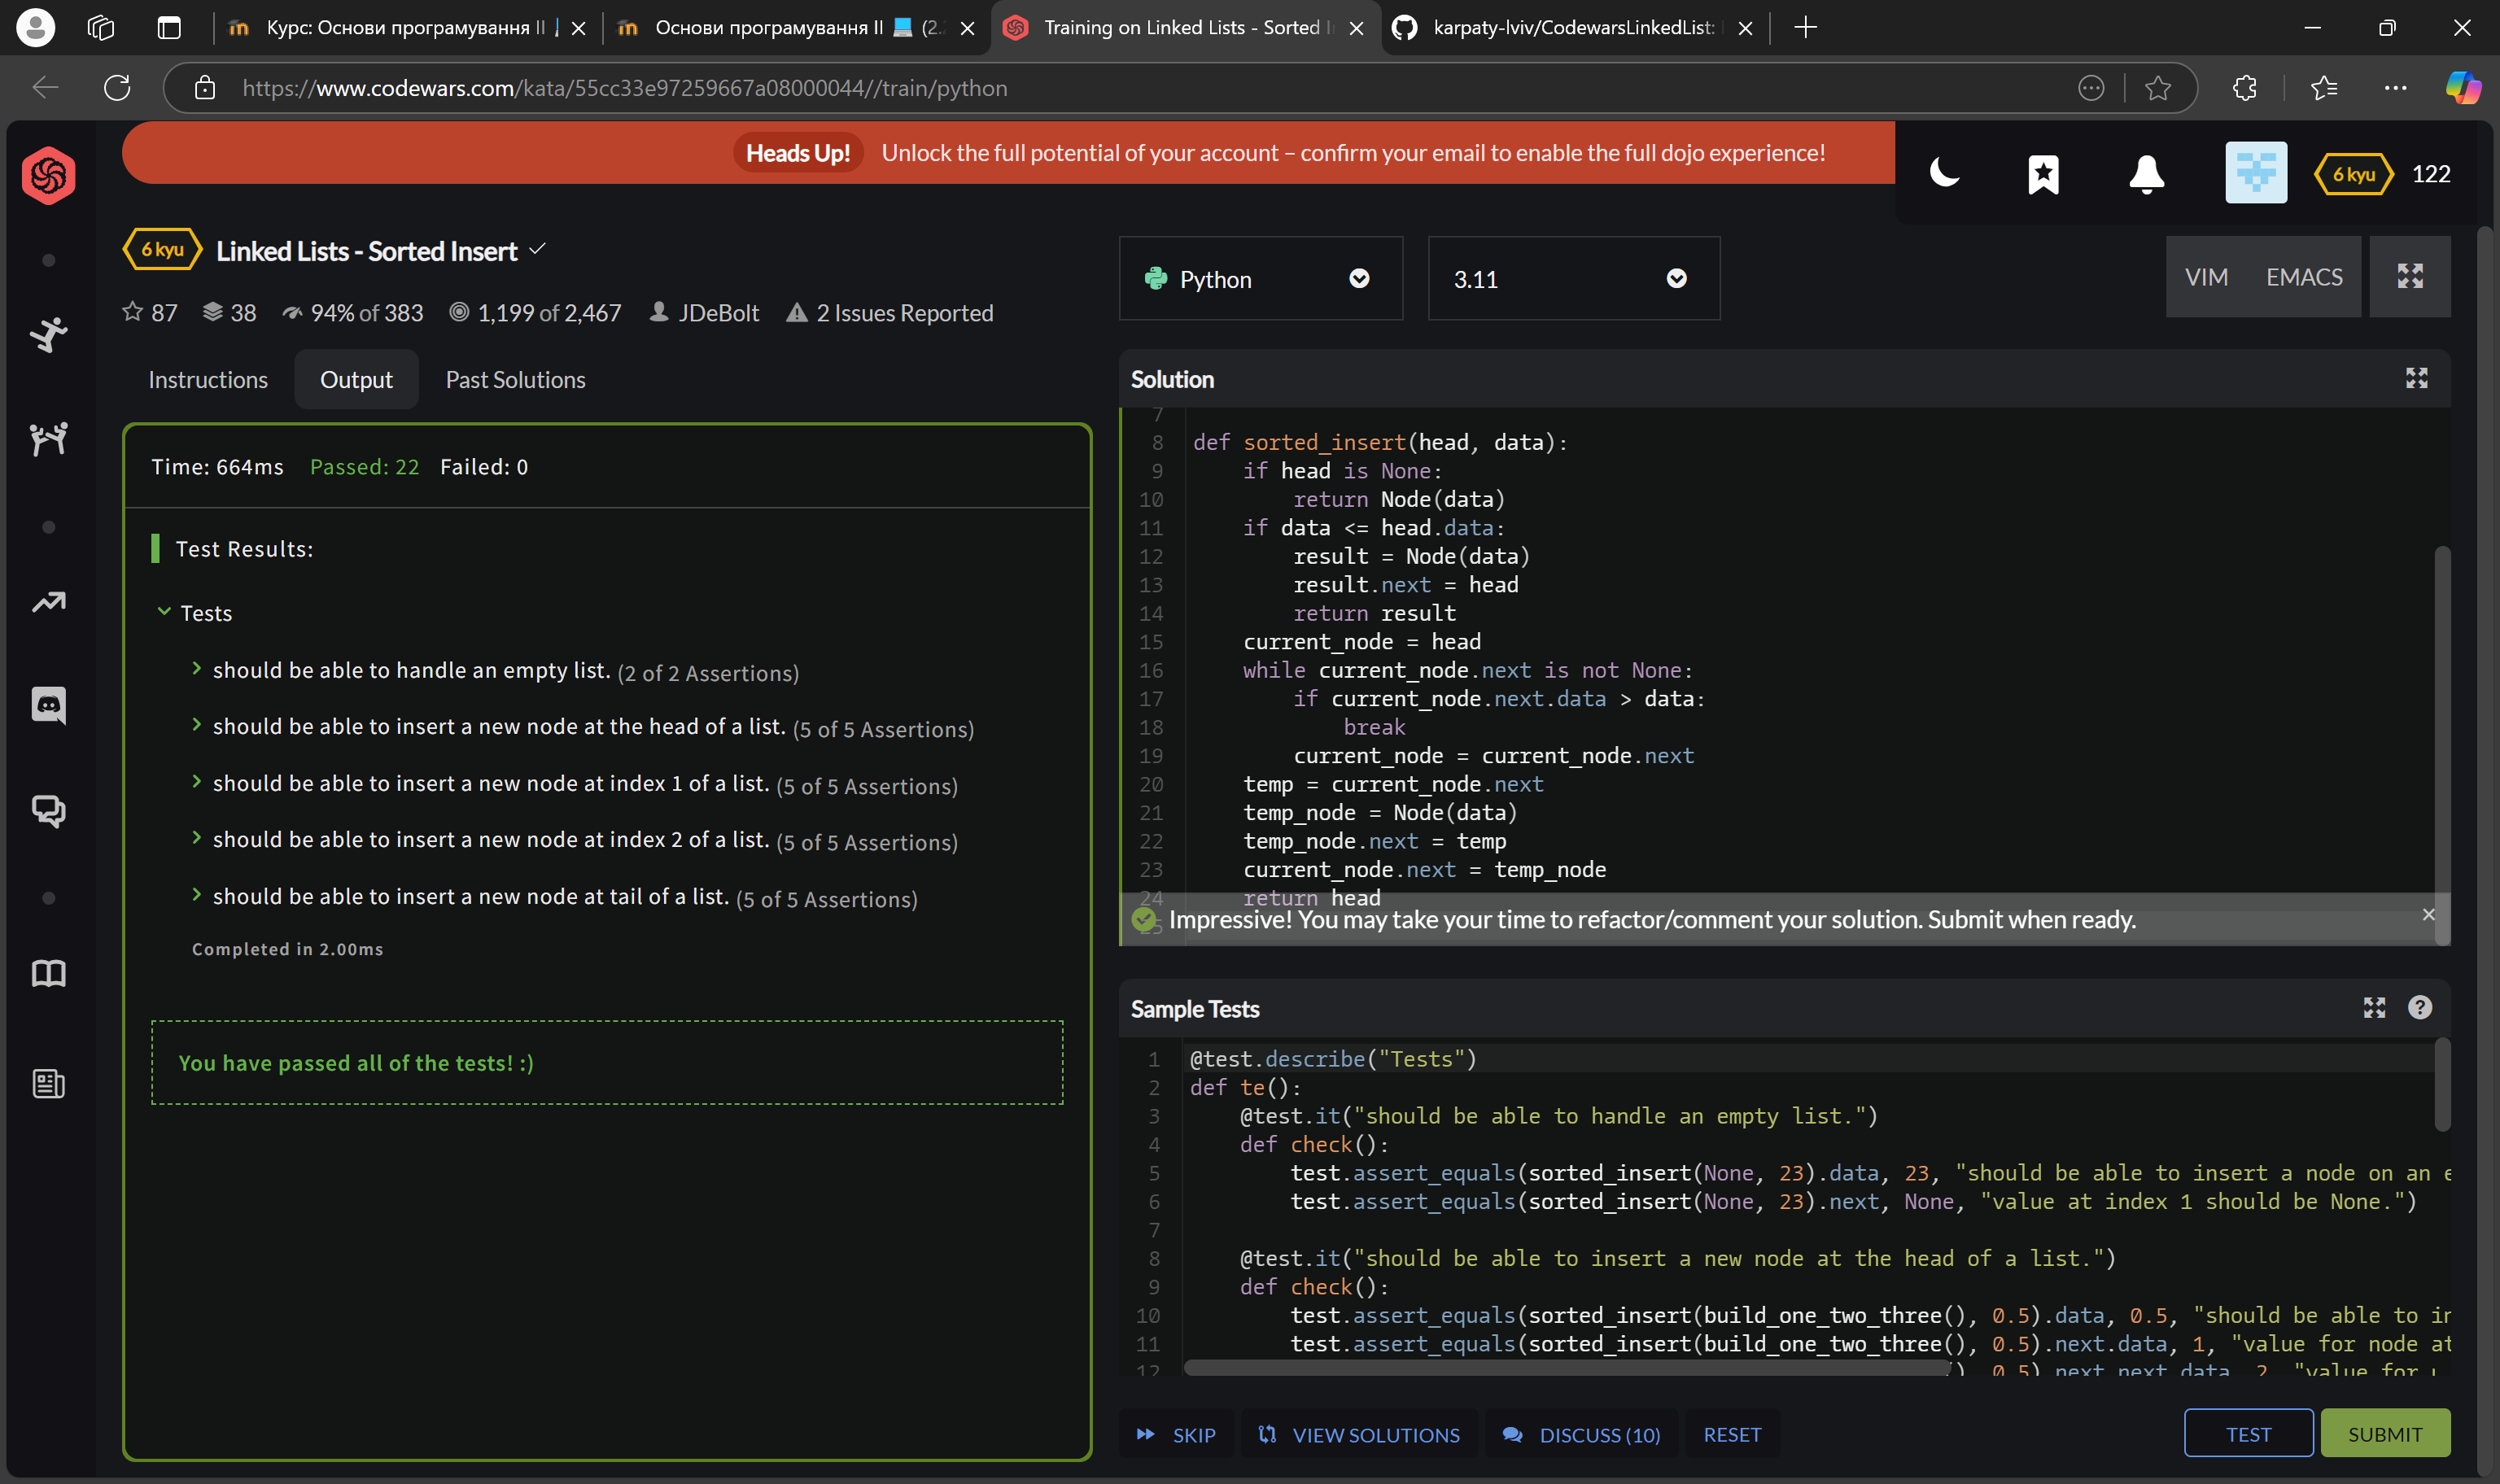 Курс: Основи програмування II
Основи програмування II 💻 (2.
Training on Linked Lists - Sorted I
karpaty-lviv/CodewarsLinkedList:
https://www.codewars.com/kata/55cc33e97259667a08000044//train/python
Heads Up! Unlock the full potential of your account – confirm your email to enable the full dojo experience!
6 kyu 122
6 kyu Linked Lists - Sorted Insert
87 38 94% of 383 1,199 of 2,467 JDeBolt 2 Issues Reported
Python
3.11
VIM EMACS
Instructions Output Past Solutions
Time: 664ms Passed: 22 Failed: 0
Test Results:
Tests
should be able to handle an empty list. (2 of 2 Assertions)
should be able to insert a new node at the head of a list. (5 of 5 Assertions)
should be able to insert a new node at index 1 of a list. (5 of 5 Assertions)
should be able to insert a new node at index 2 of a list. (5 of 5 Assertions)
should be able to insert a new node at tail of a list. (5 of 5 Assertions)
Completed in 2.00ms
You have passed all of the tests! :)
Solution
7
8 def sorted_insert(head, data):
9     if head is None:
10         return Node(data)
11     if data <= head.data:
12         result = Node(data)
13         result.next = head
14         return result
15     current_node = head
16     while current_node.next is not None:
17         if current_node.next.data > data:
18             break
19         current_node = current_node.next
20     temp = current_node.next
21     temp_node = Node(data)
22     temp_node.next = temp
23     current_node.next = temp_node
24     return head
25
Impressive! You may take your time to refactor/comment your solution. Submit when ready.
Sample Tests
1 @test.describe("Tests")
2 def te():
3     @test.it("should be able to handle an empty list.")
4     def check():
5         test.assert_equals(sorted_insert(None, 23).data, 23, "should be able to insert a node on an e
6         test.assert_equals(sorted_insert(None, 23).next, None, "value at index 1 should be None.")
7
8     @test.it("should be able to insert a new node at the head of a list.")
9     def check():
10         test.assert_equals(sorted_insert(build_one_two_three(), 0.5).data, 0.5, "should be able to in
11         test.assert_equals(sorted_insert(build_one_two_three(), 0.5).next.data, 1, "value for node at
12 ), 0.5).next.next.data, 2, "value for
SKIP VIEW SOLUTIONS DISCUSS (10) RESET TEST SUBMIT